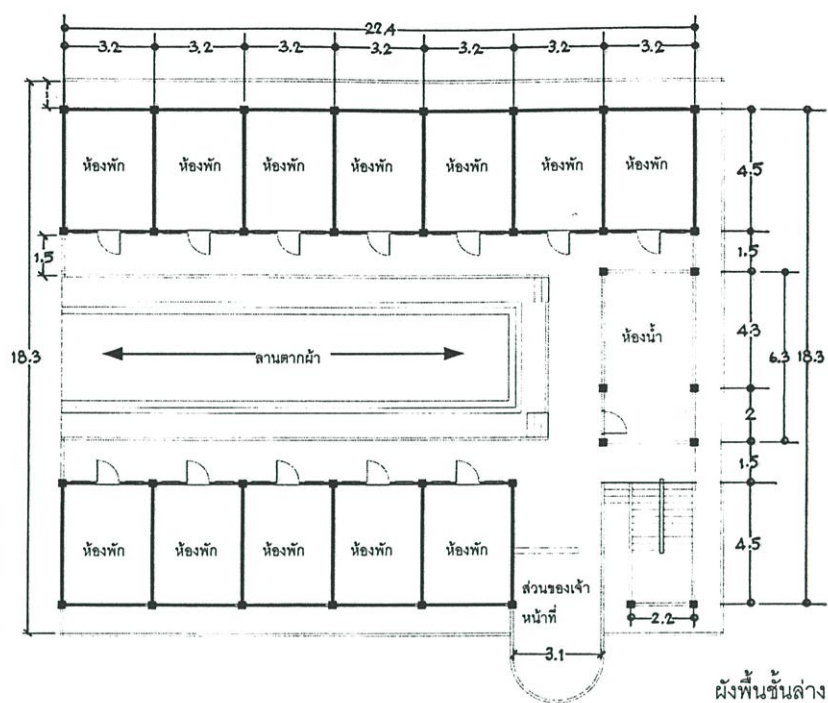 22.4
3.2 3.2 3.2 3.2 3.2 3.2 3.2
ห้องพัก ห้องพัก ห้องพัก ห้องพัก ห้องพัก ห้องพัก ห้องพัก
4.5
1.5
1.5
18.3
ลานตากผ้า
ห้องน้ำ
4.3
6.3
18.3
2
1.5
ห้องพัก ห้องพัก ห้องพัก ห้องพัก ห้องพัก
4.5
ส่วนของเจ้า
หน้าที่
2.2
3.1
ผังพื้นชั้นล่าง